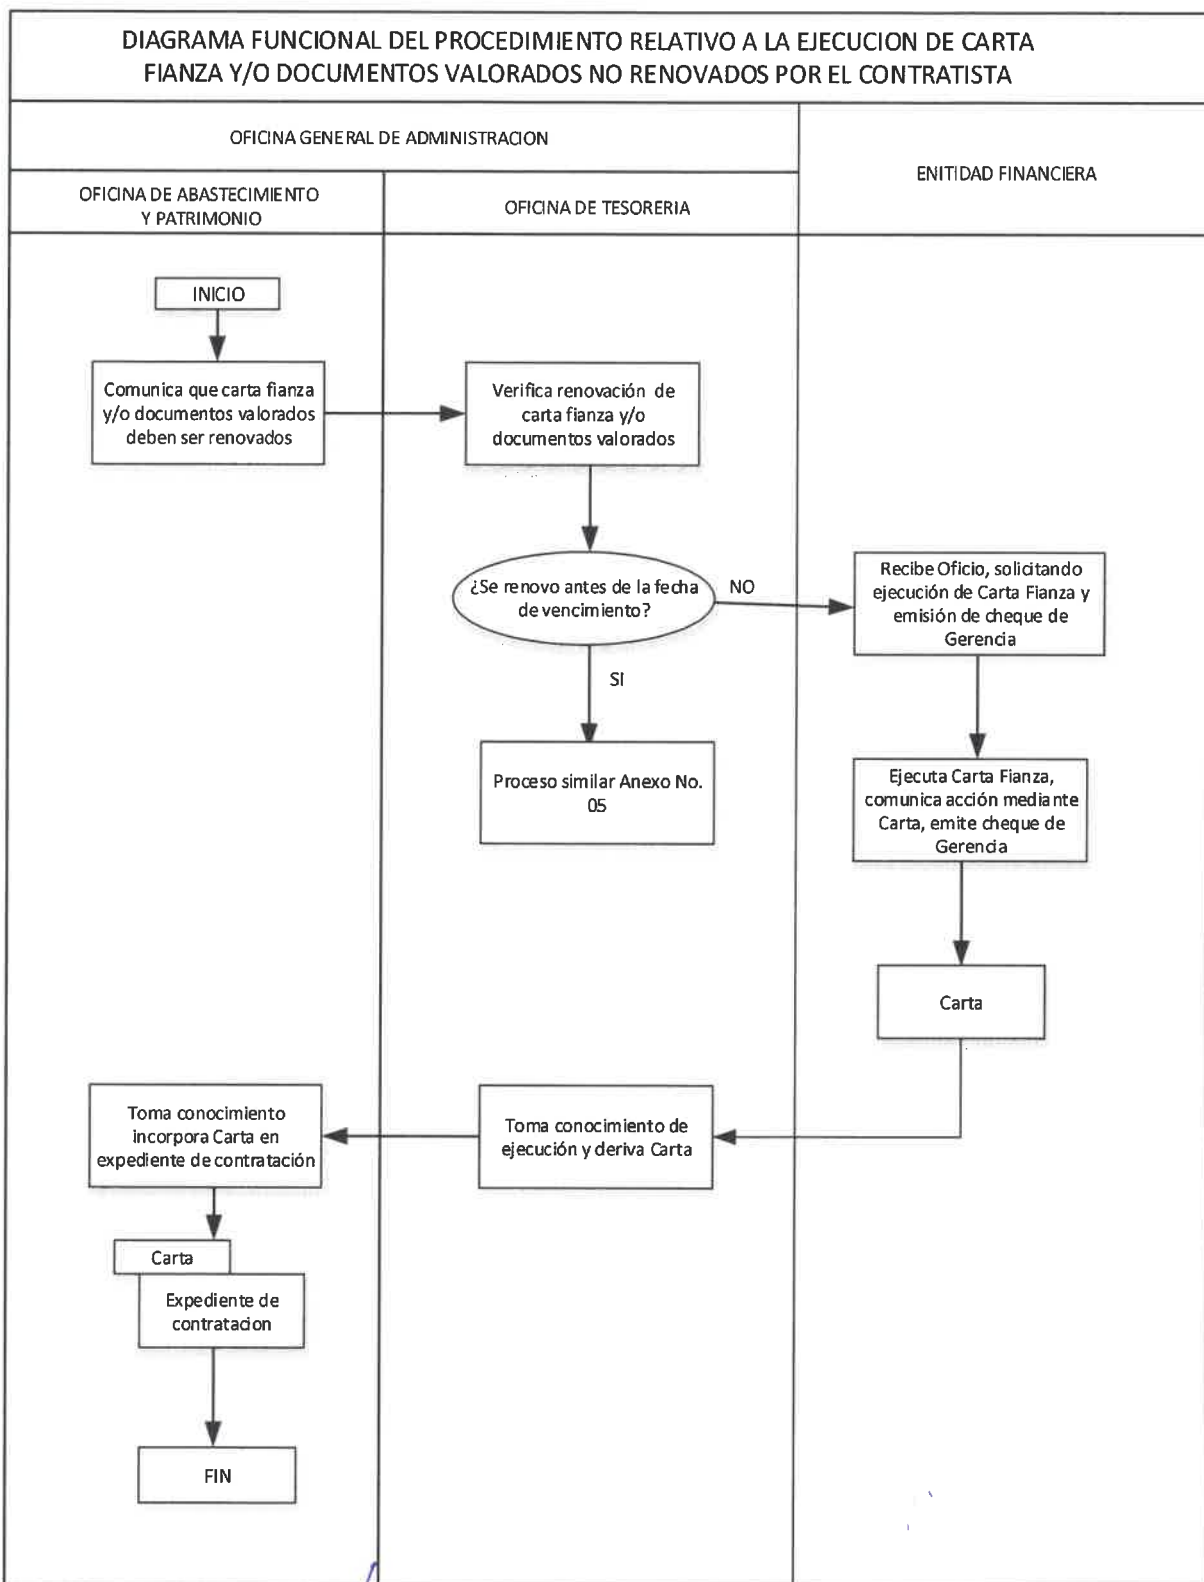 DIAGRAMA FUNCIONAL DEL PROCEDIMIENTO RELATIVO A LA EJECUCION DE CARTA
FIANZA Y/O DOCUMENTOS VALORADOS NO RENOVADOS POR EL CONTRATISTA
OFICINA GENERAL DE ADMINISTRACION
ENITIDAD FINANCIERA
OFICINA DE ABASTECIMIENTO
Y PATRIMONIO
OFICINA DE TESORERIA
INICIO
Comunica que carta fianza
y/o documentos valorados
deben ser renovados
Verifica renovación de
carta fianza y/o
documentos valorados
¿Se renovo antes de la fecha
de vencimiento?
NO
Recibe Oficio, solicitando
ejecución de Carta Fianza y
emisión de cheque de
Gerencia
SI
Proceso similar Anexo No.
05
Ejecuta Carta Fianza,
comunica acción mediante
Carta, emite cheque de
Gerencia
Carta
Toma conocimiento de
ejecución y deriva Carta
Toma conocimiento
incorpora Carta en
expediente de contratación
Carta
Expediente de
contratacion
FIN